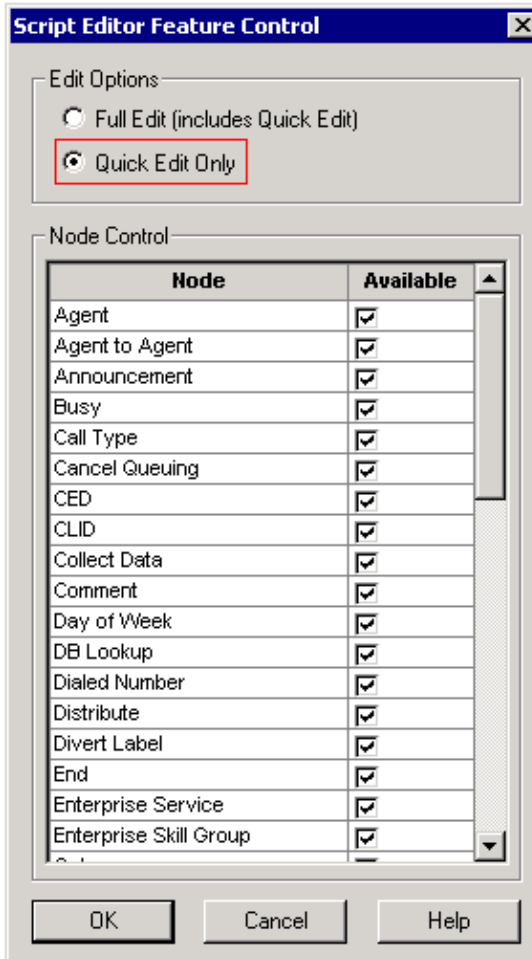 Script Editor Feature Control
Edit Options
Full Edit (includes Quick Edit)
Quick Edit Only
Node Control
Node Available
Agent
Agent to Agent
Announcement
Busy
Call Type
Cancel Queuing
CED
CLID
Collect Data
Comment
Day of Week
DB Lookup
Dialed Number
Distribute
Divert Label
End
Enterprise Service
Enterprise Skill Group
OK Cancel Help